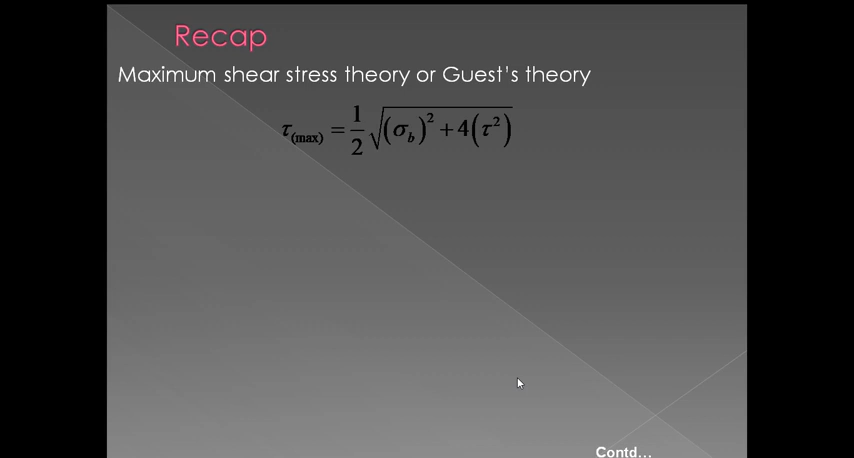 Recap
Maximum shear stress theory or Guest's theory
τ(max) = 1/2 √((σb)² + 4(τ²))
Contd...